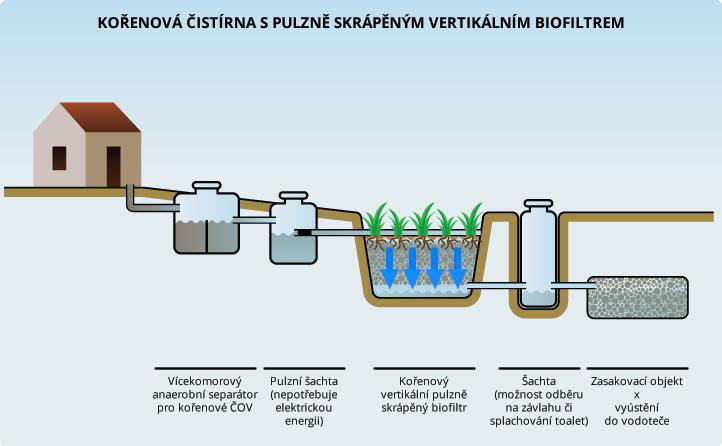 KOŘENOVÁ ČISTÍRNA S PULZNĚ SKRÁPĚNÝM VERTIKÁLNÍM BIOFILTREM
Vícekomorový
anaerobní separátor
pro kořenové ČOV
Pulzní šachta
(nepotřebuje
elektrickou
energii)
Kořenový
vertikální pulzně
skrápěný biofiltr
Šachta
(možnost odběru
na závlahu či
splachování toalet)
Zasakovací objekt
x
vyústění
do vodoteče